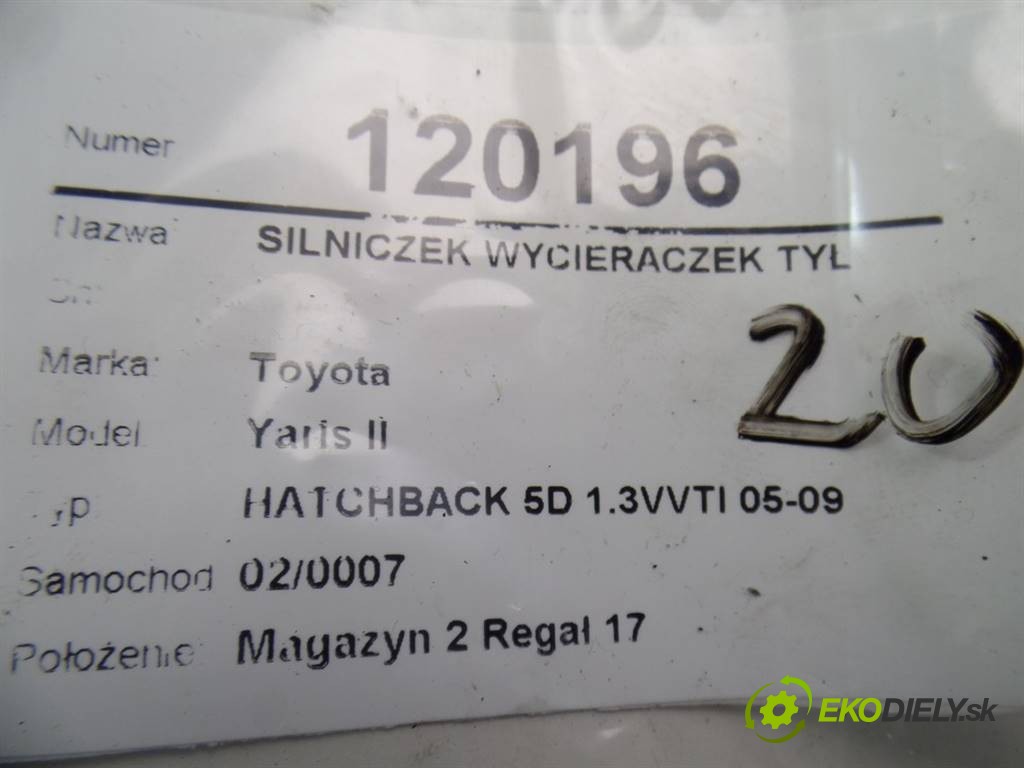 Numer 120196
Nazwa SILNICZEK WYCIERACZEK TYŁ
Marka: Toyota
20
Model Yaris II
HATCHBACK 5D 1.3VVTI 05-09
Samochod 02/0007
Położenie Magazyn 2 Regał 17
EKODIELY.sk